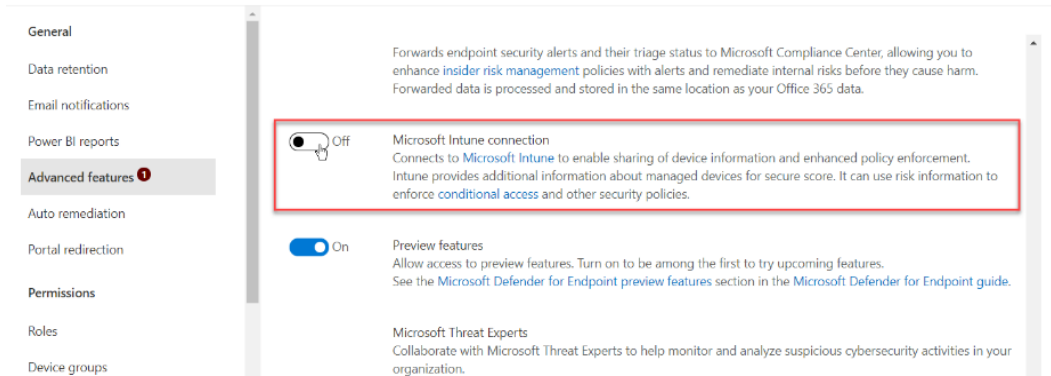 General
Data retention
Email notifications
Power BI reports
Advanced features 1
Auto remediation
Portal redirection
Permissions
Roles
Device groups
Forwards endpoint security alerts and their triage status to Microsoft Compliance Center, allowing you to
enhance insider risk management policies with alerts and remediate internal risks before they cause harm.
Forwarded data is processed and stored in the same location as your Office 365 data.
Off
Microsoft Intune connection
Connects to Microsoft Intune to enable sharing of device information and enhanced policy enforcement.
Intune provides additional information about managed devices for secure score. It can use risk information to
enforce conditional access and other security policies.
On
Preview features
Allow access to preview features. Turn on to be among the first to try upcoming features.
See the Microsoft Defender for Endpoint preview features section in the Microsoft Defender for Endpoint guide.
Microsoft Threat Experts
Collaborate with Microsoft Threat Experts to help monitor and analyze suspicious cybersecurity activities in your
organization.